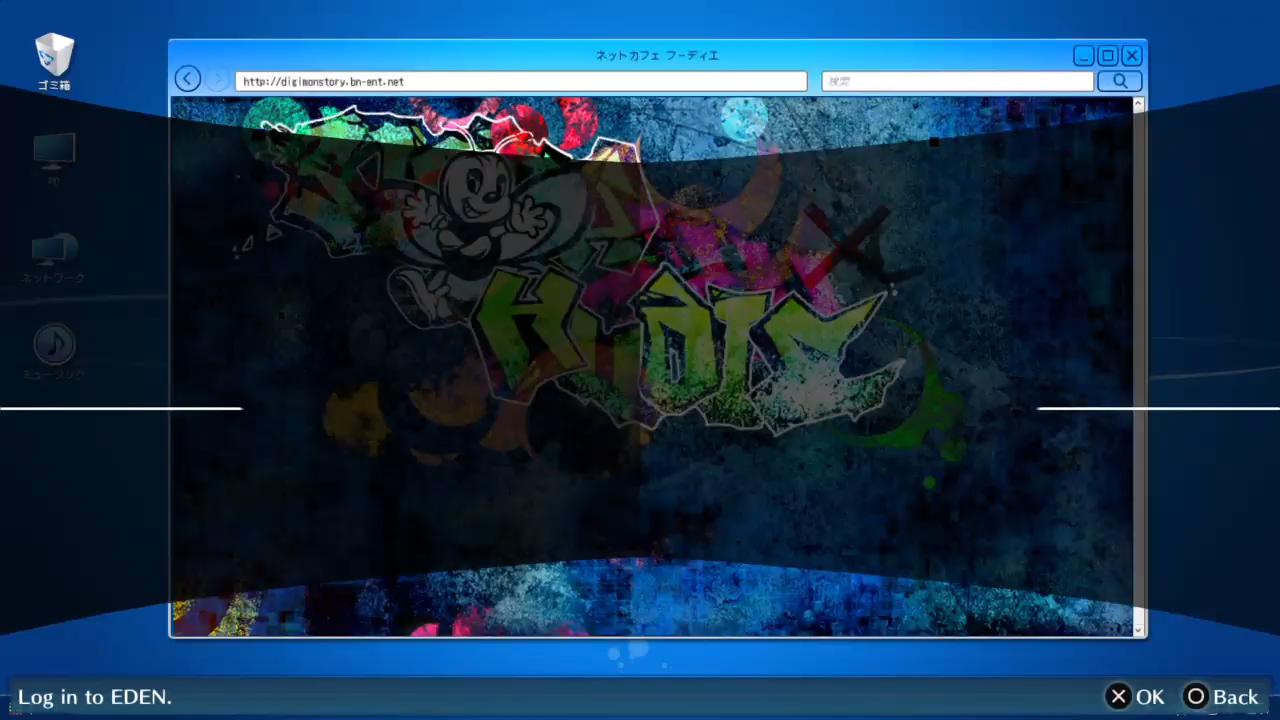 ネットカフェ フーディエ
http://digimonstory.bn-ent.net
検索
ゴミ箱
PC
ネットワーク
ミュージック
Log in to EDEN.
OK
Back